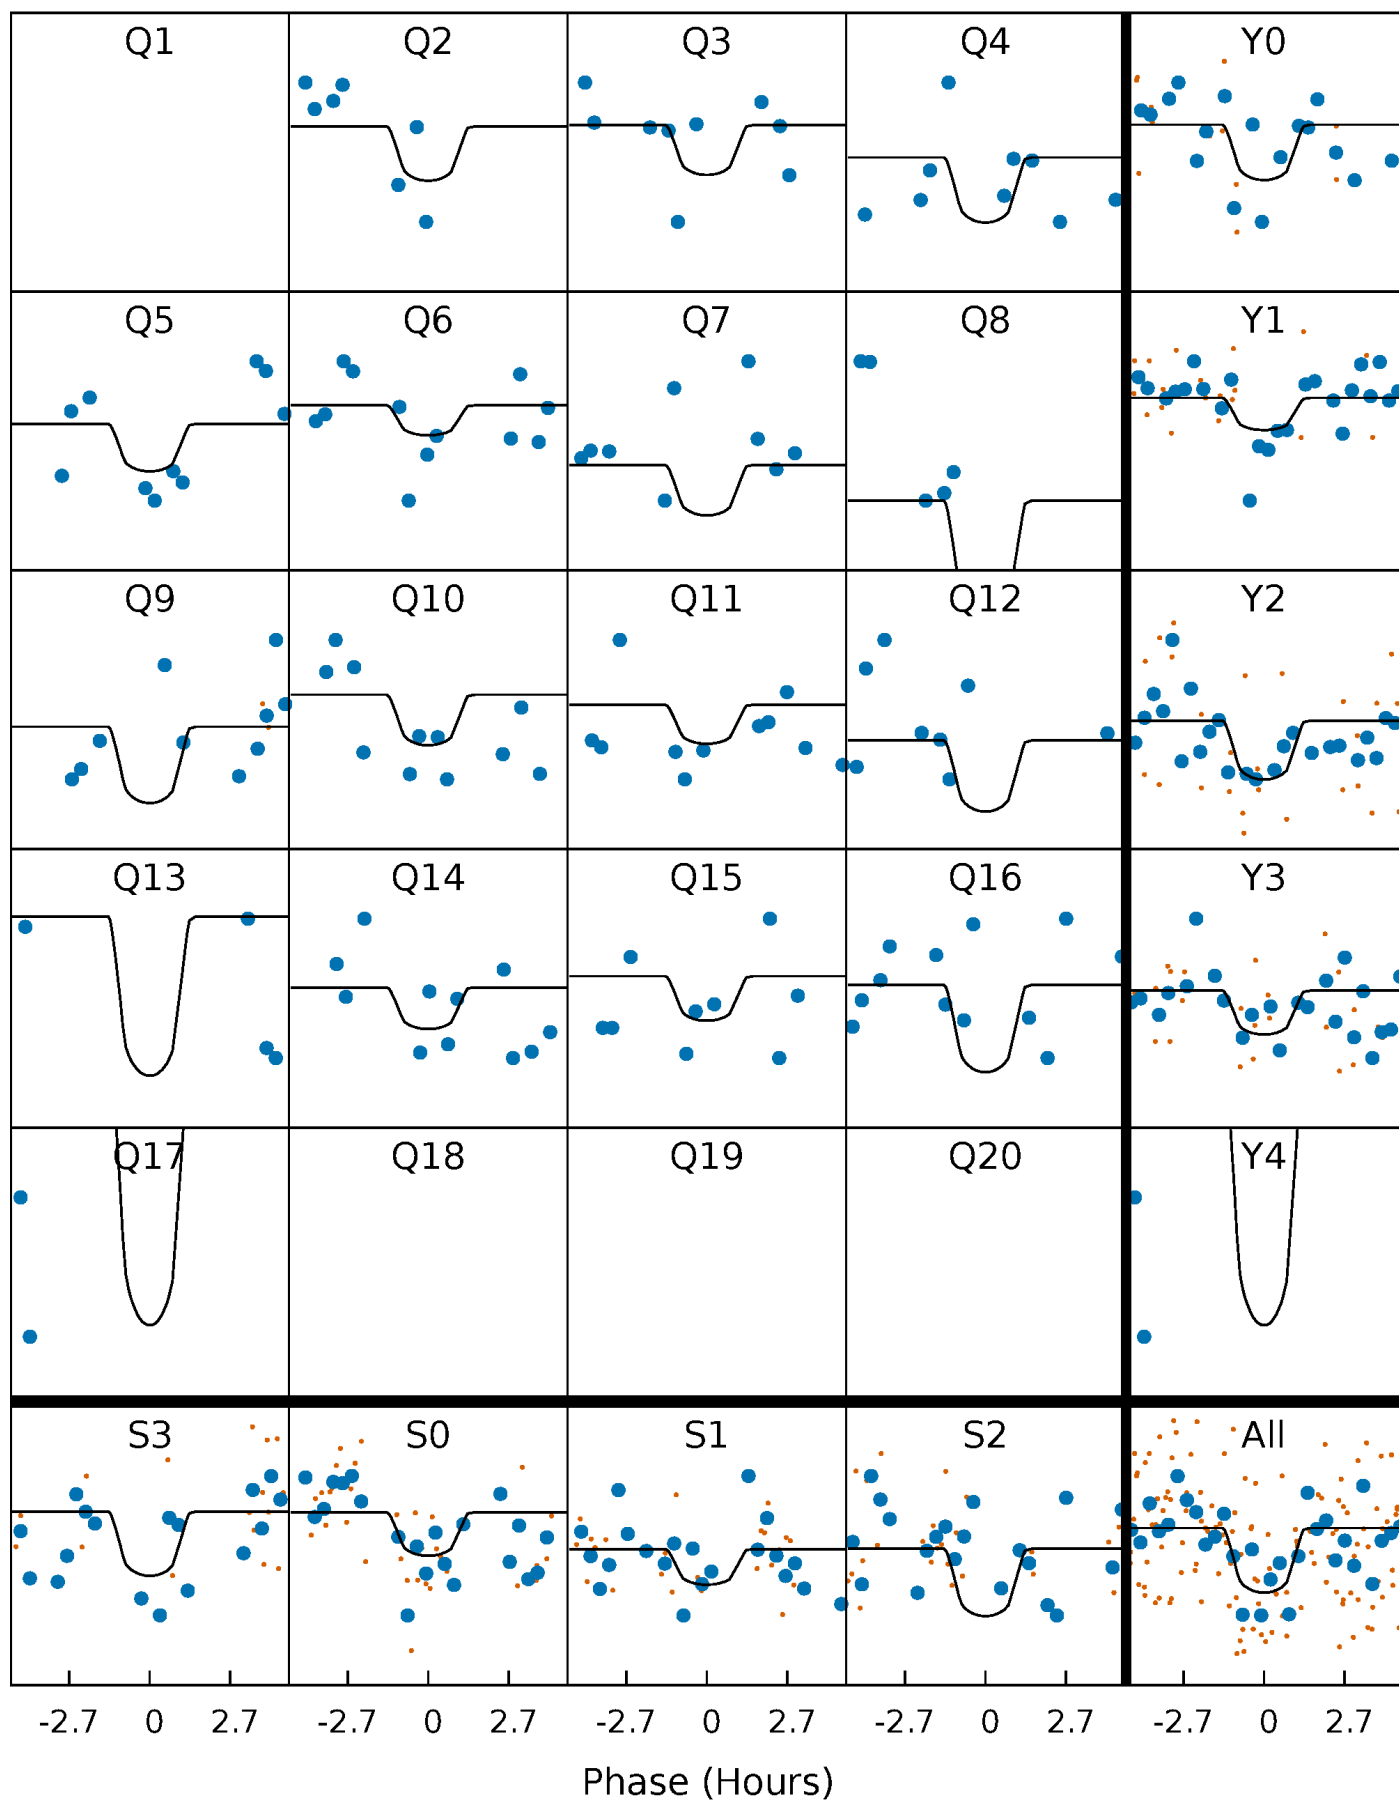 Q1 Q2 Q3 Q4 Y0
Q5 Q6 Q7 Q8 Y1
Q9 Q10 Q11 Q12 Y2
Q13 Q14 Q15 Q16 Y3
Q17 Q18 Q19 Q20 Y4
S3 S0 S1 S2 All
-2.7 0 2.7 -2.7 0 2.7 -2.7 0 2.7 -2.7 0 2.7 -2.7 0 2.7
Phase (Hours)